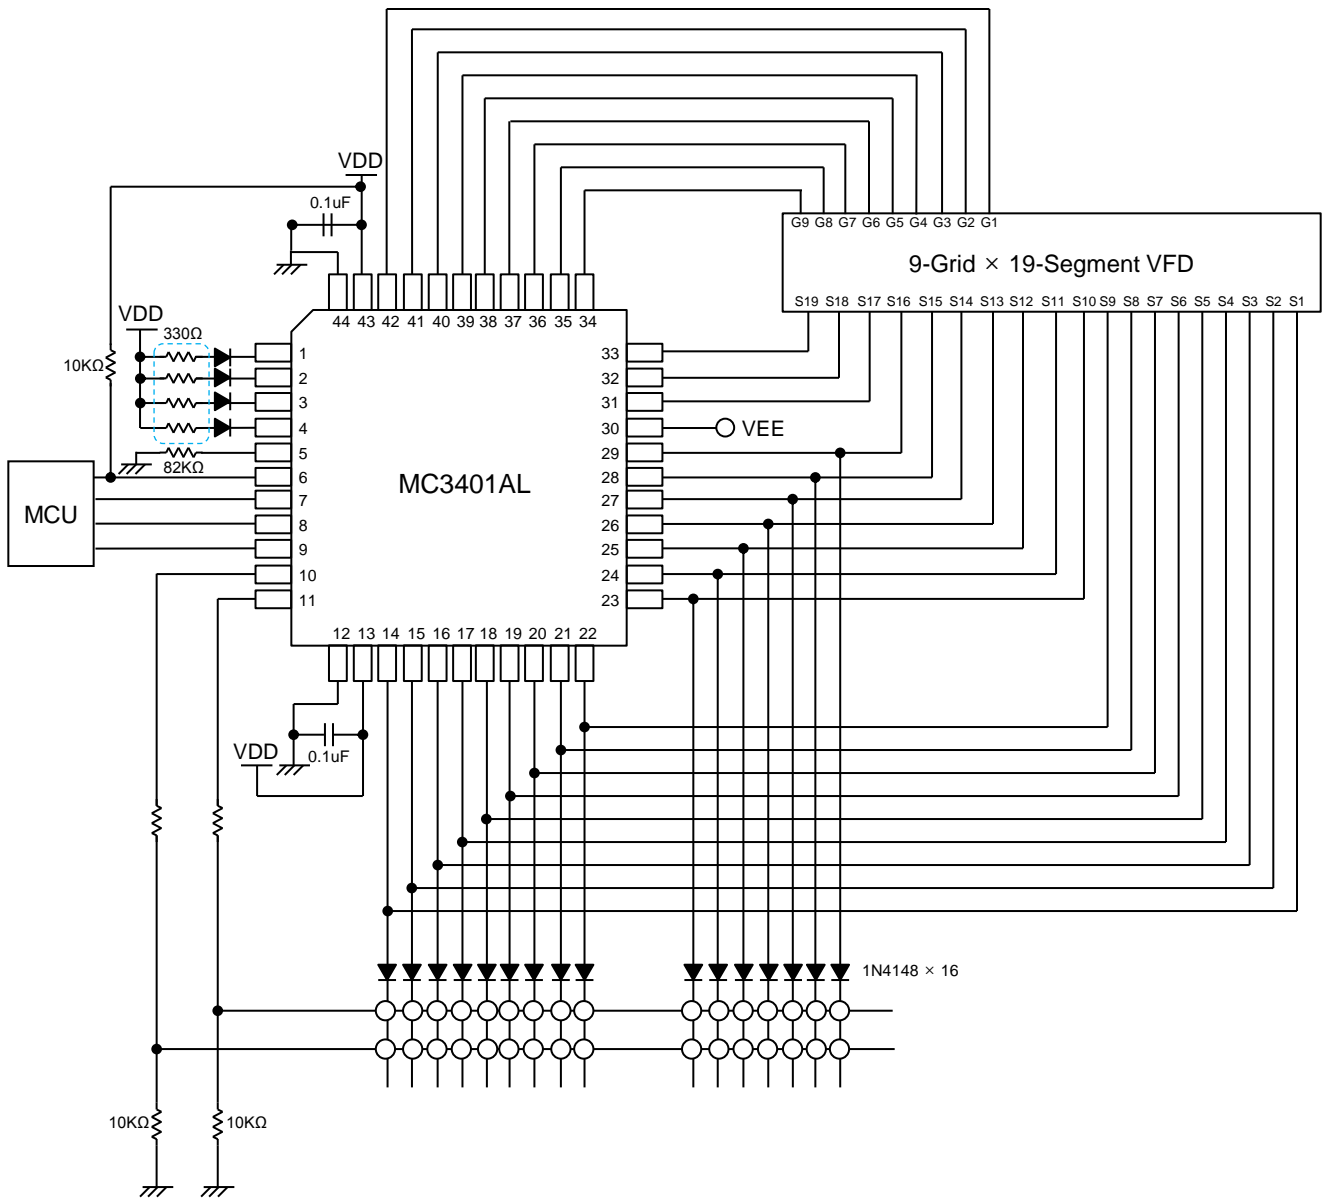 VDD
0.1uF
G9 G8 G7 G6 G5 G4 G3 G2 G1
9-Grid × 19-Segment VFD
S19 S18 S17 S16 S15 S14 S13 S12 S11 S10 S9 S8 S7 S6 S5 S4 S3 S2 S1
VDD
330Ω
10KΩ
82KΩ
MCU
44 43 42 41 40 39 38 37 36 35 34
1
2
3
4
5
6
7
8
9
10
11
MC3401AL
33
32
31
30
29
28
27
26
25
24
23
VEE
12 13 14 15 16 17 18 19 20 21 22
VDD
0.1uF
1N4148 × 16
10KΩ
10KΩ